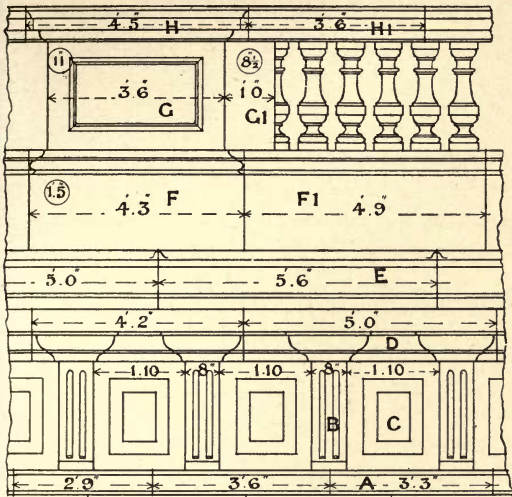 4'.5" H 3'.6" H1
11" 8½"
3'.6" G 1'0" G1
1.5"
4'.3" F F1 4'.9"
5'.0" 5'.6" E
4'.2" 5'.0"
D
1.10 8" 1.10 8" 1.10
B C
2'.9" 3'.6" A 3'.3"